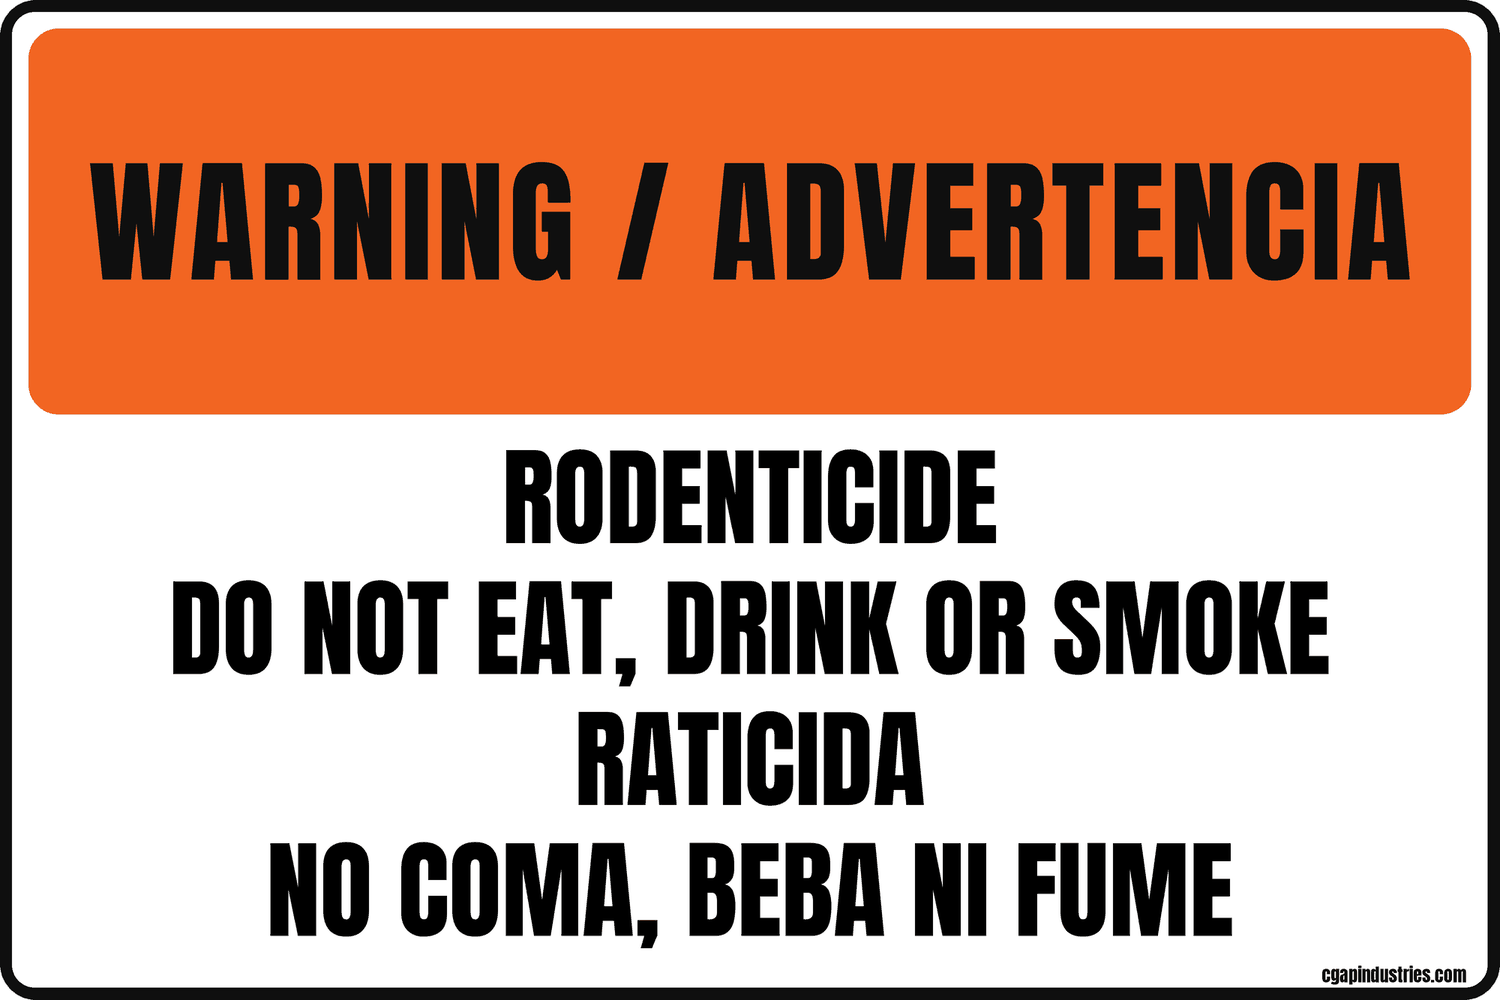 WARNING / ADVERTENCIA
RODENTICIDE
DO NOT EAT, DRINK OR SMOKE
RATICIDA
NO COMA, BEBA NI FUME
cgapindustries.com